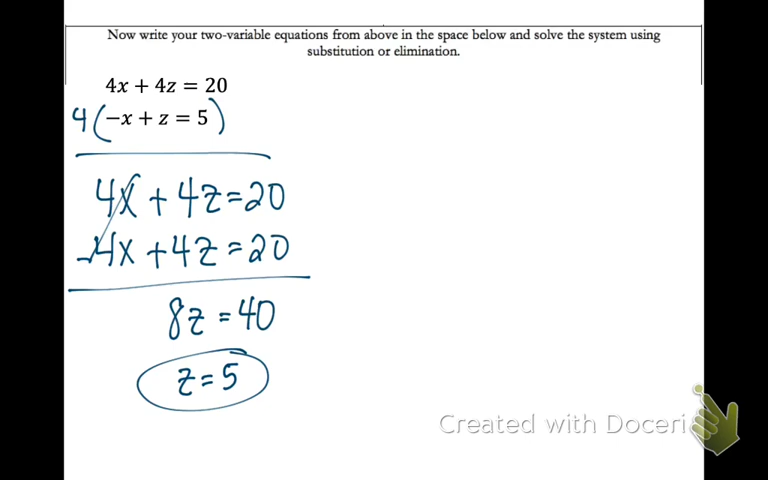 Now write your two-variable equations from above in the space below and solve the system using
substitution or elimination.
4x + 4z = 20
4(−x + z = 5)
4x + 4z = 20
-4x + 4z = 20
8z = 40
z = 5
Created with Doceri